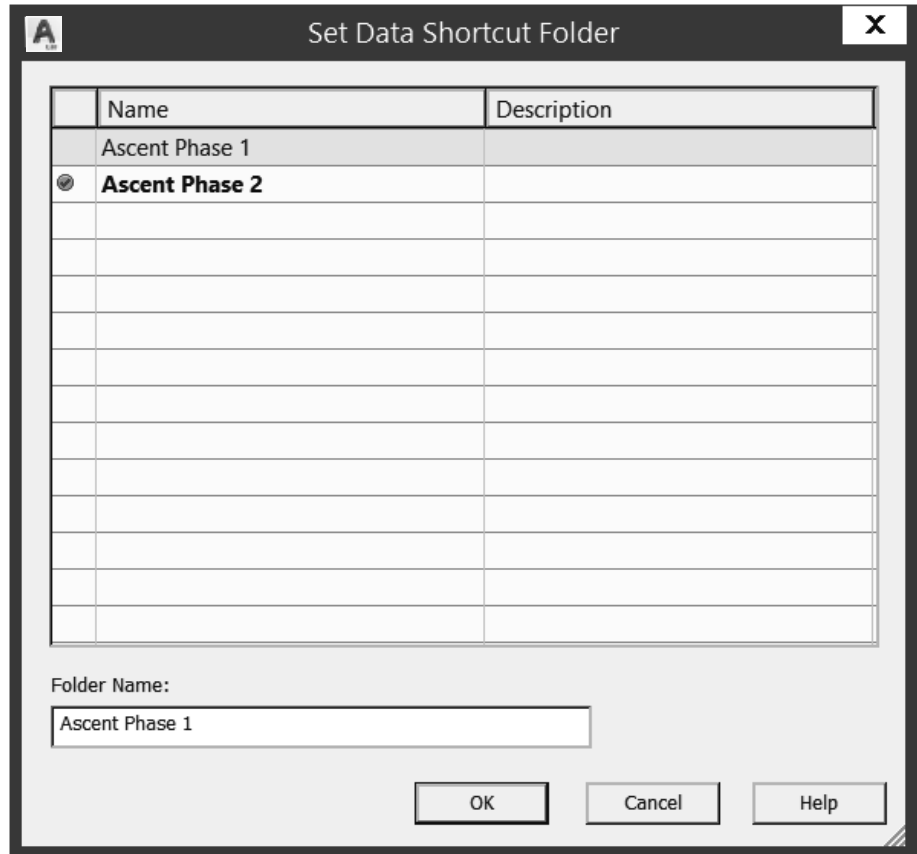 Set Data Shortcut Folder
X
Name Description
Ascent Phase 1
Ascent Phase 2
Folder Name:
Ascent Phase 1
OK Cancel Help